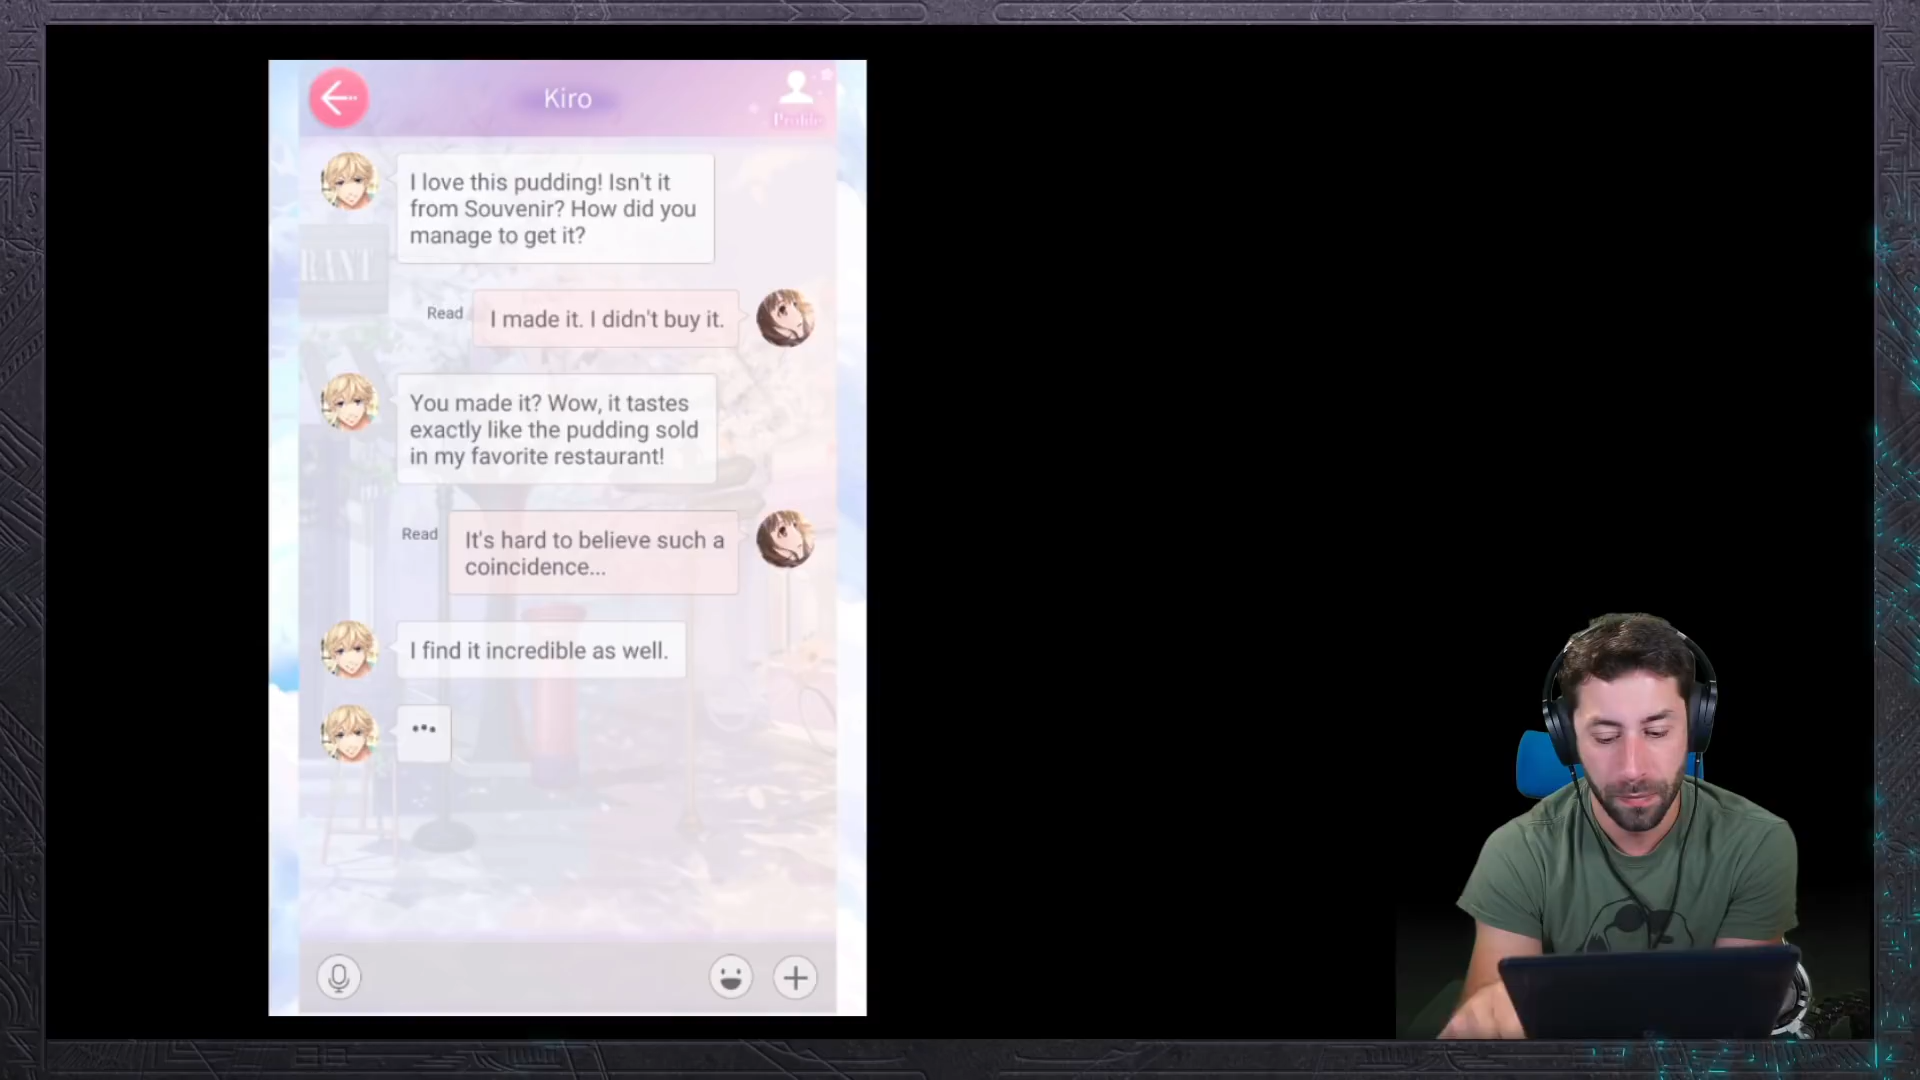 Kiro
Profile
I love this pudding! Isn't it
from Souvenir? How did you
manage to get it?
RANT
Read
I made it. I didn't buy it.
You made it? Wow, it tastes
exactly like the pudding sold
in my favorite restaurant!
Read
It's hard to believe such a
coincidence...
I find it incredible as well.
•••